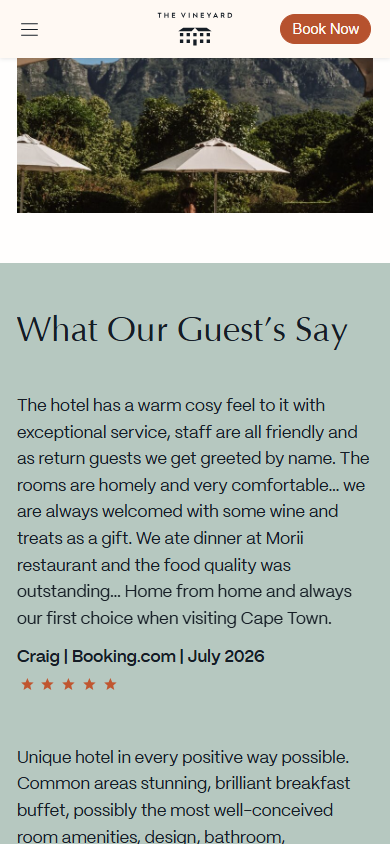 THE VINEYARD
Book Now
What Our Guest's Say
The hotel has a warm cosy feel to it with
exceptional service, staff are all friendly and
as return guests we get greeted by name. The
rooms are homely and very comfortable... we
are always welcomed with some wine and
treats as a gift. We ate dinner at Morii
restaurant and the food quality was
outstanding... Home from home and always
our first choice when visiting Cape Town.
Craig | Booking.com | July 2026
Unique hotel in every positive way possible.
Common areas stunning, brilliant breakfast
buffet, possibly the most well-conceived
room amenities, design, bathroom,